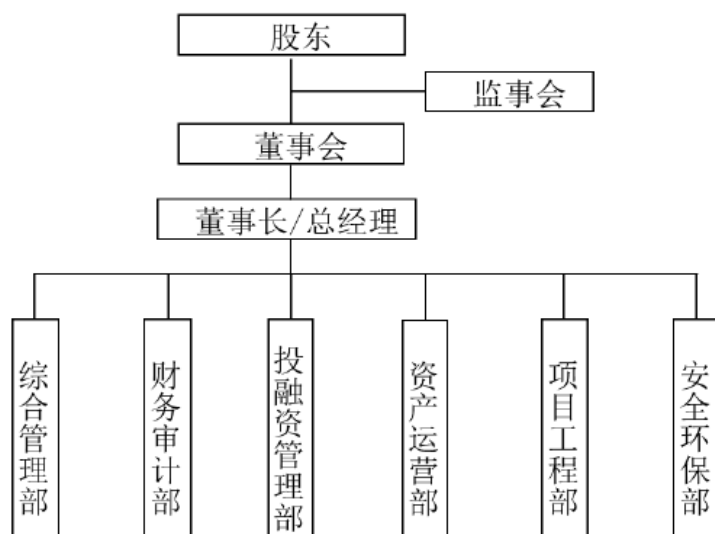 股东
监事会
董事会
董事长/总经理
综合管理部
财务审计部
投融资管理部
资产运营部
项目工程部
安全环保部